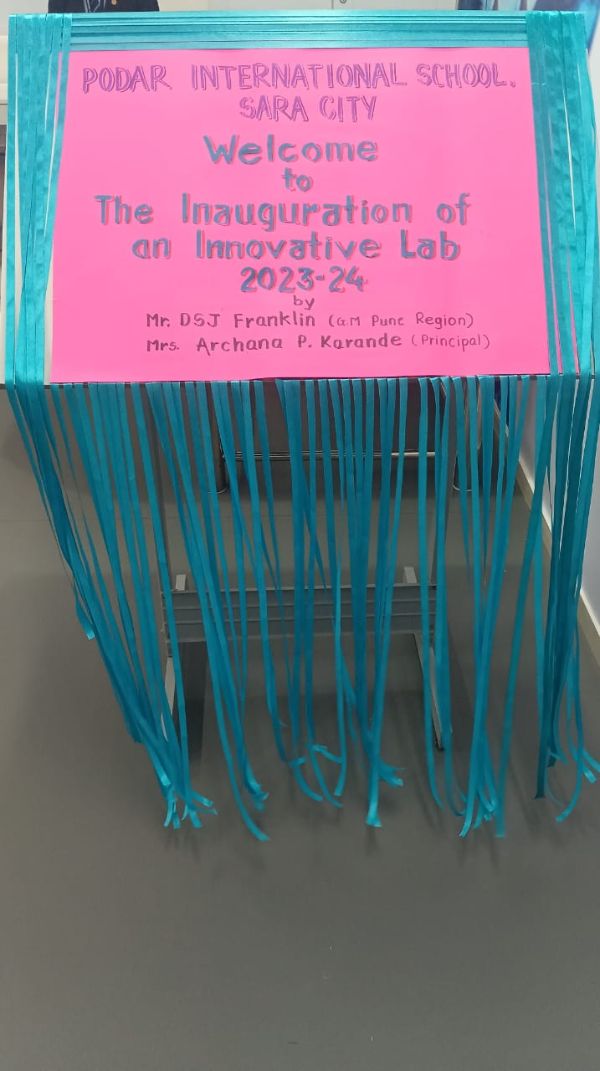 PODAR INTERNATIONAL SCHOOL.
SARA CITY
Welcome
to
The Inauguration of
an Innovative Lab
2023-24
by
Mr. DSJ Franklin (G.M Pune Region)
Mrs. Archana P. Karande (Principal)